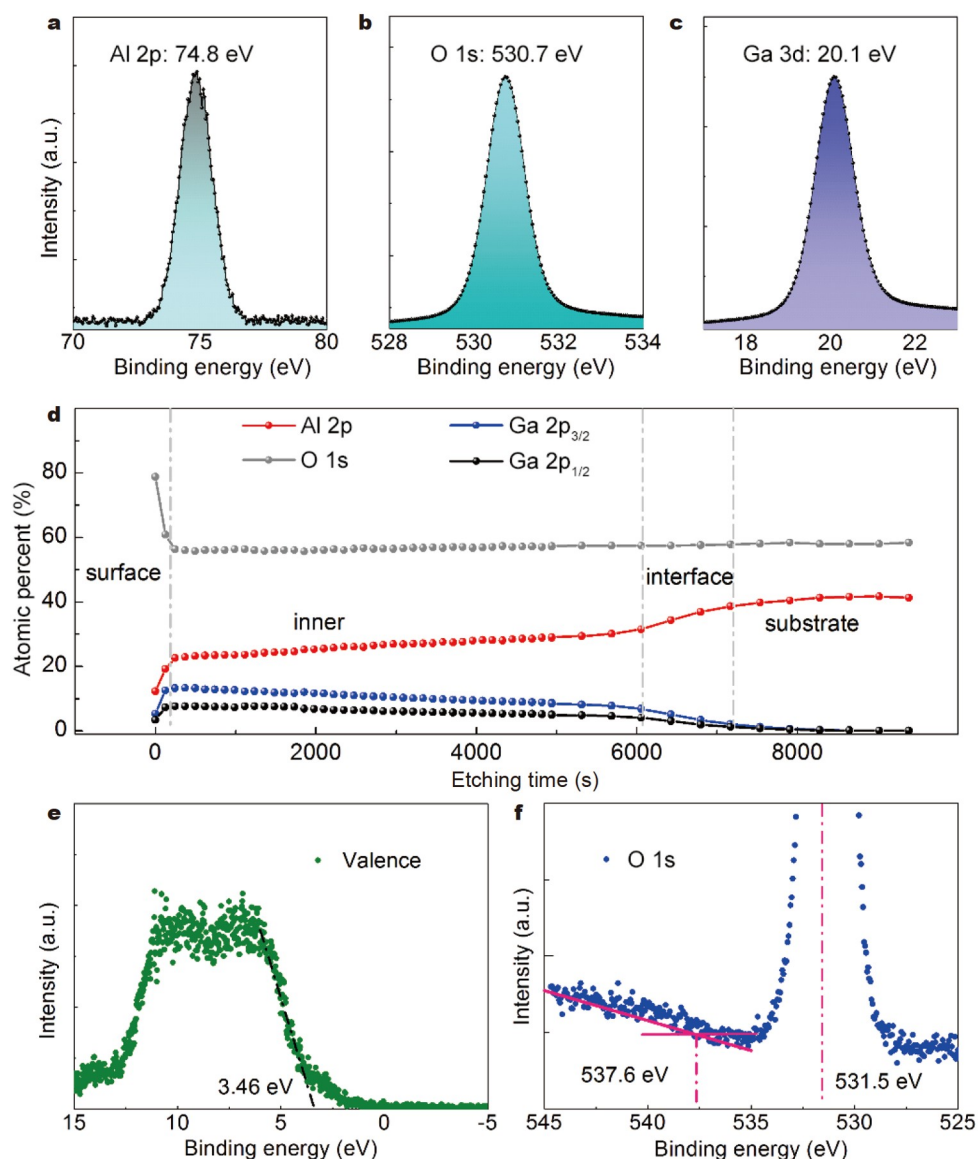 a
Al 2p: 74.8 eV
Intensity (a.u.)
70 75 80
Binding energy (eV)
b
O 1s: 530.7 eV
528 530 532 534
Binding energy (eV)
c
Ga 3d: 20.1 eV
18 20 22
Binding energy (eV)
d
Al 2p
O 1s
Ga 2p3/2
Ga 2p1/2
Atomic percent (%)
80
60
40
20
0
surface
inner
interface
substrate
0 2000 4000 6000 8000
Etching time (s)
e
Valence
Intensity (a.u.)
3.46 eV
15 10 5 0 -5
Binding energy (eV)
f
O 1s
Intensity (a.u.)
537.6 eV
531.5 eV
545 540 535 530 525
Binding energy (eV)